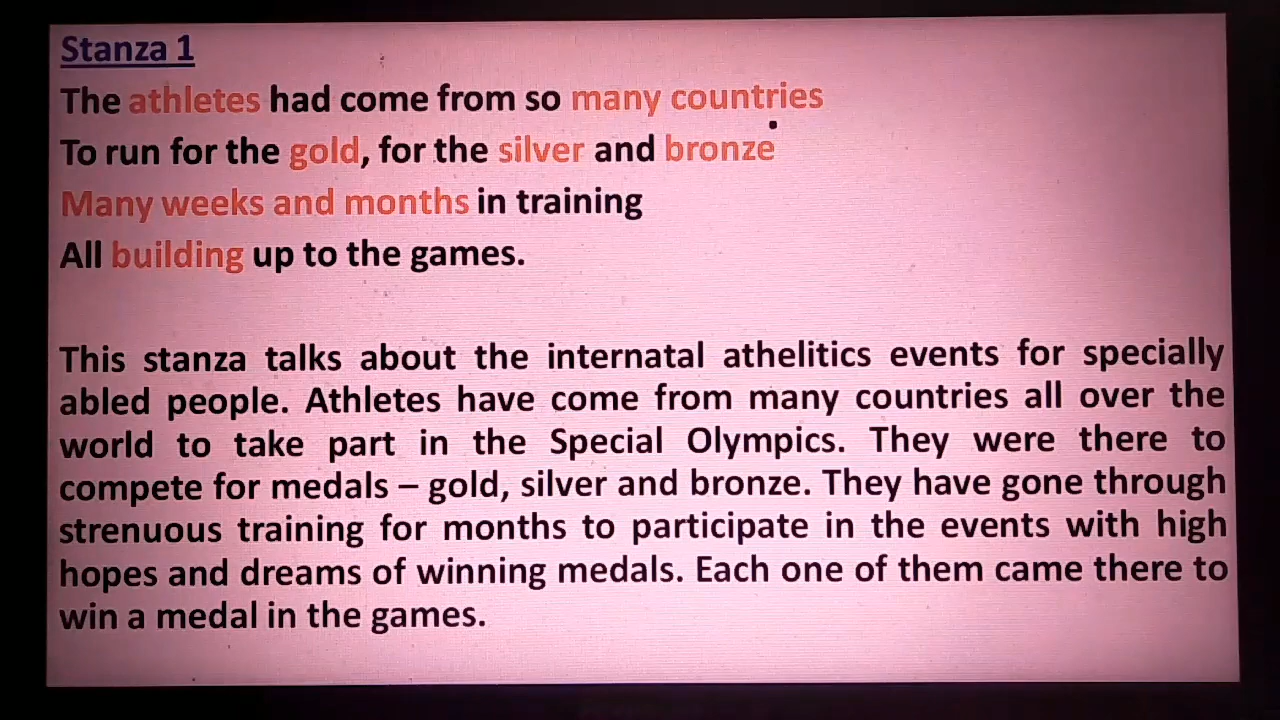 Stanza 1
The athletes had come from so many countries
To run for the gold, for the silver and bronze
Many weeks and months in training
All building up to the games.
This stanza talks about the internatal athelitics events for specially
abled people. Athletes have come from many countries all over the
world to take part in the Special Olympics. They were there to
compete for medals – gold, silver and bronze. They have gone through
strenuous training for months to participate in the events with high
hopes and dreams of winning medals. Each one of them came there to
win a medal in the games.